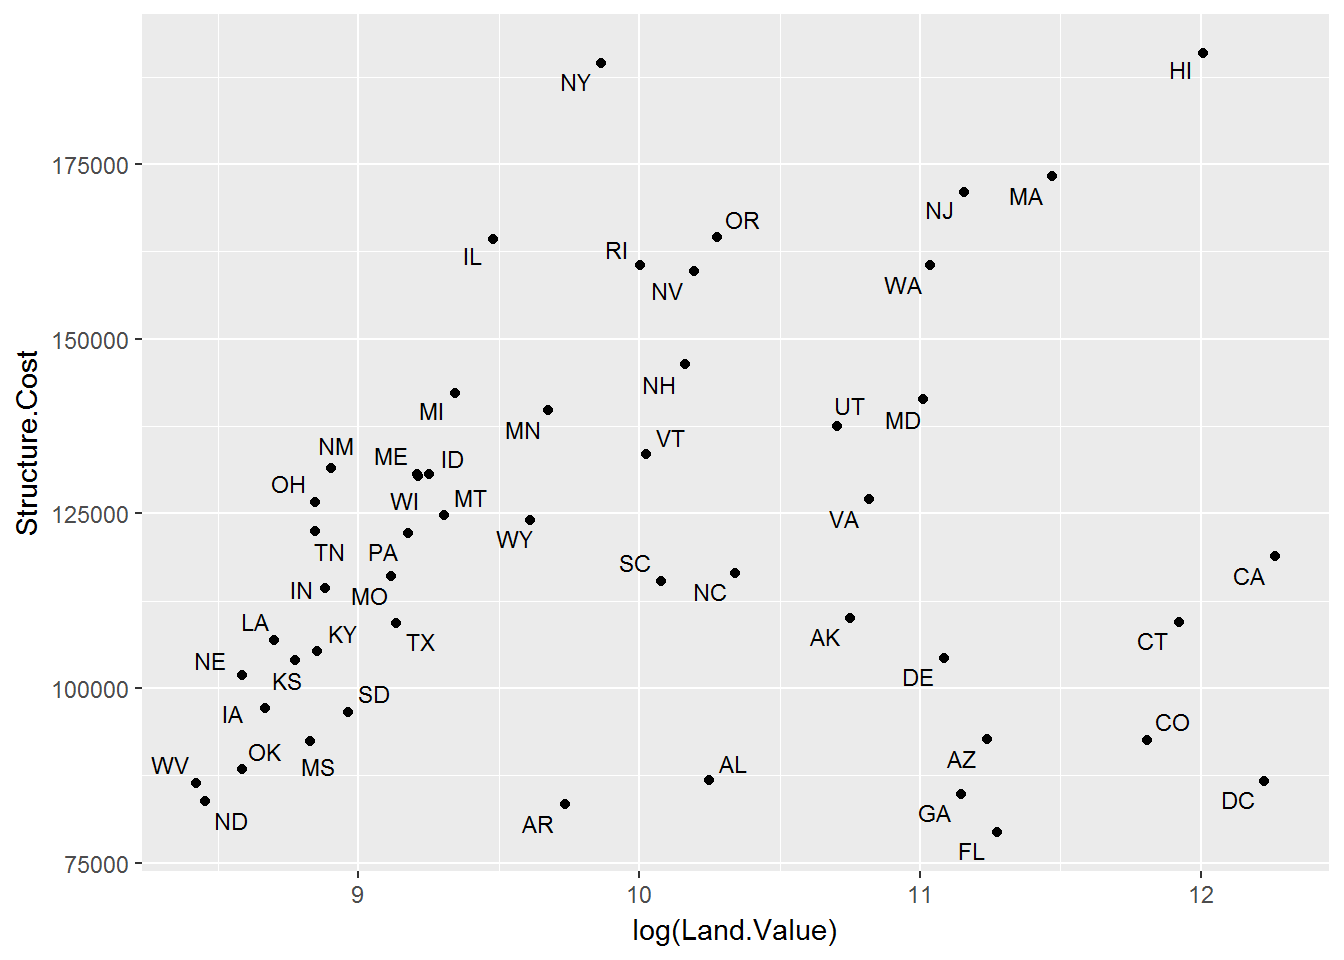 NY
HI
175000
MA
NJ
OR
IL
RI
NV
WA
150000
NH
MI
UT
MD
MN
VT
NM
ME
ID
OH
WI
MT
125000
VA
WY
TN
PA
SC
CA
IN
MO
NC
LA
KY
TX
AK
CT
NE
KS
DE
100000
SD
IA
CO
OK
AZ
WV
MS
AL
DC
GA
ND
AR
FL
75000
9 10 11 12
log(Land.Value)
Structure.Cost